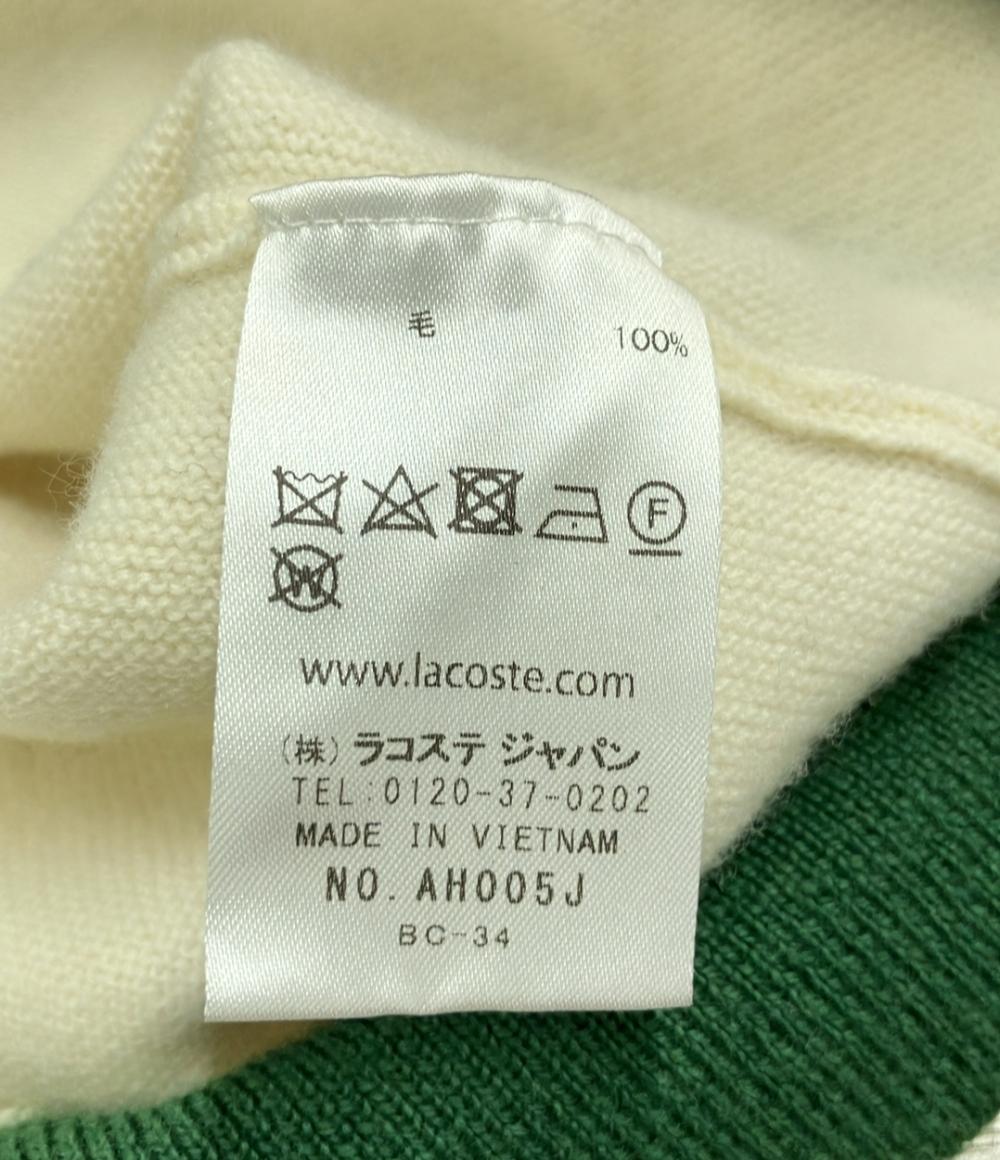 毛 100%
F
W
www.lacoste.com
(株) ラコステ ジャパン
TEL:0120-37-0202
MADE IN VIETNAM
NO. AH005J
BC-34